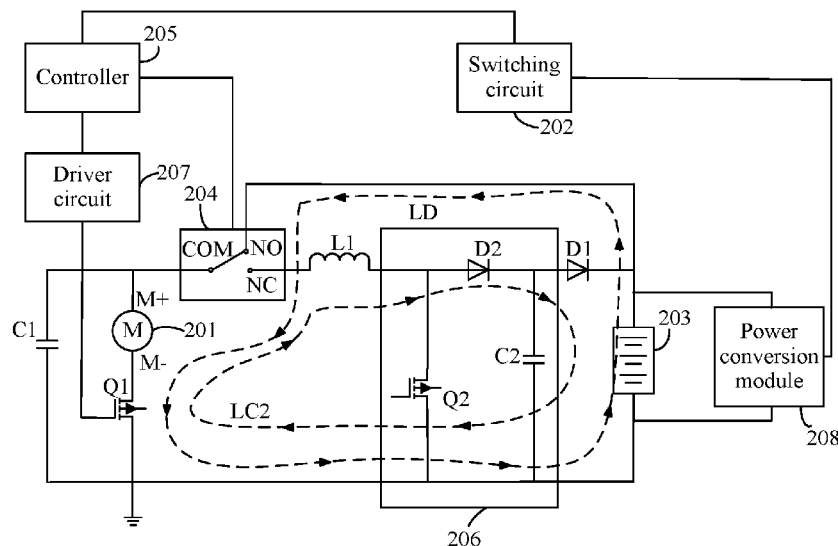 205
Controller
Switching
circuit
202
Driver
circuit
207
204
LD
COM
NO
NC
L1
D2
D1
M+
M
201
M-
C1
Q1
LC2
Q2
C2
203
Power
conversion
module
208
206